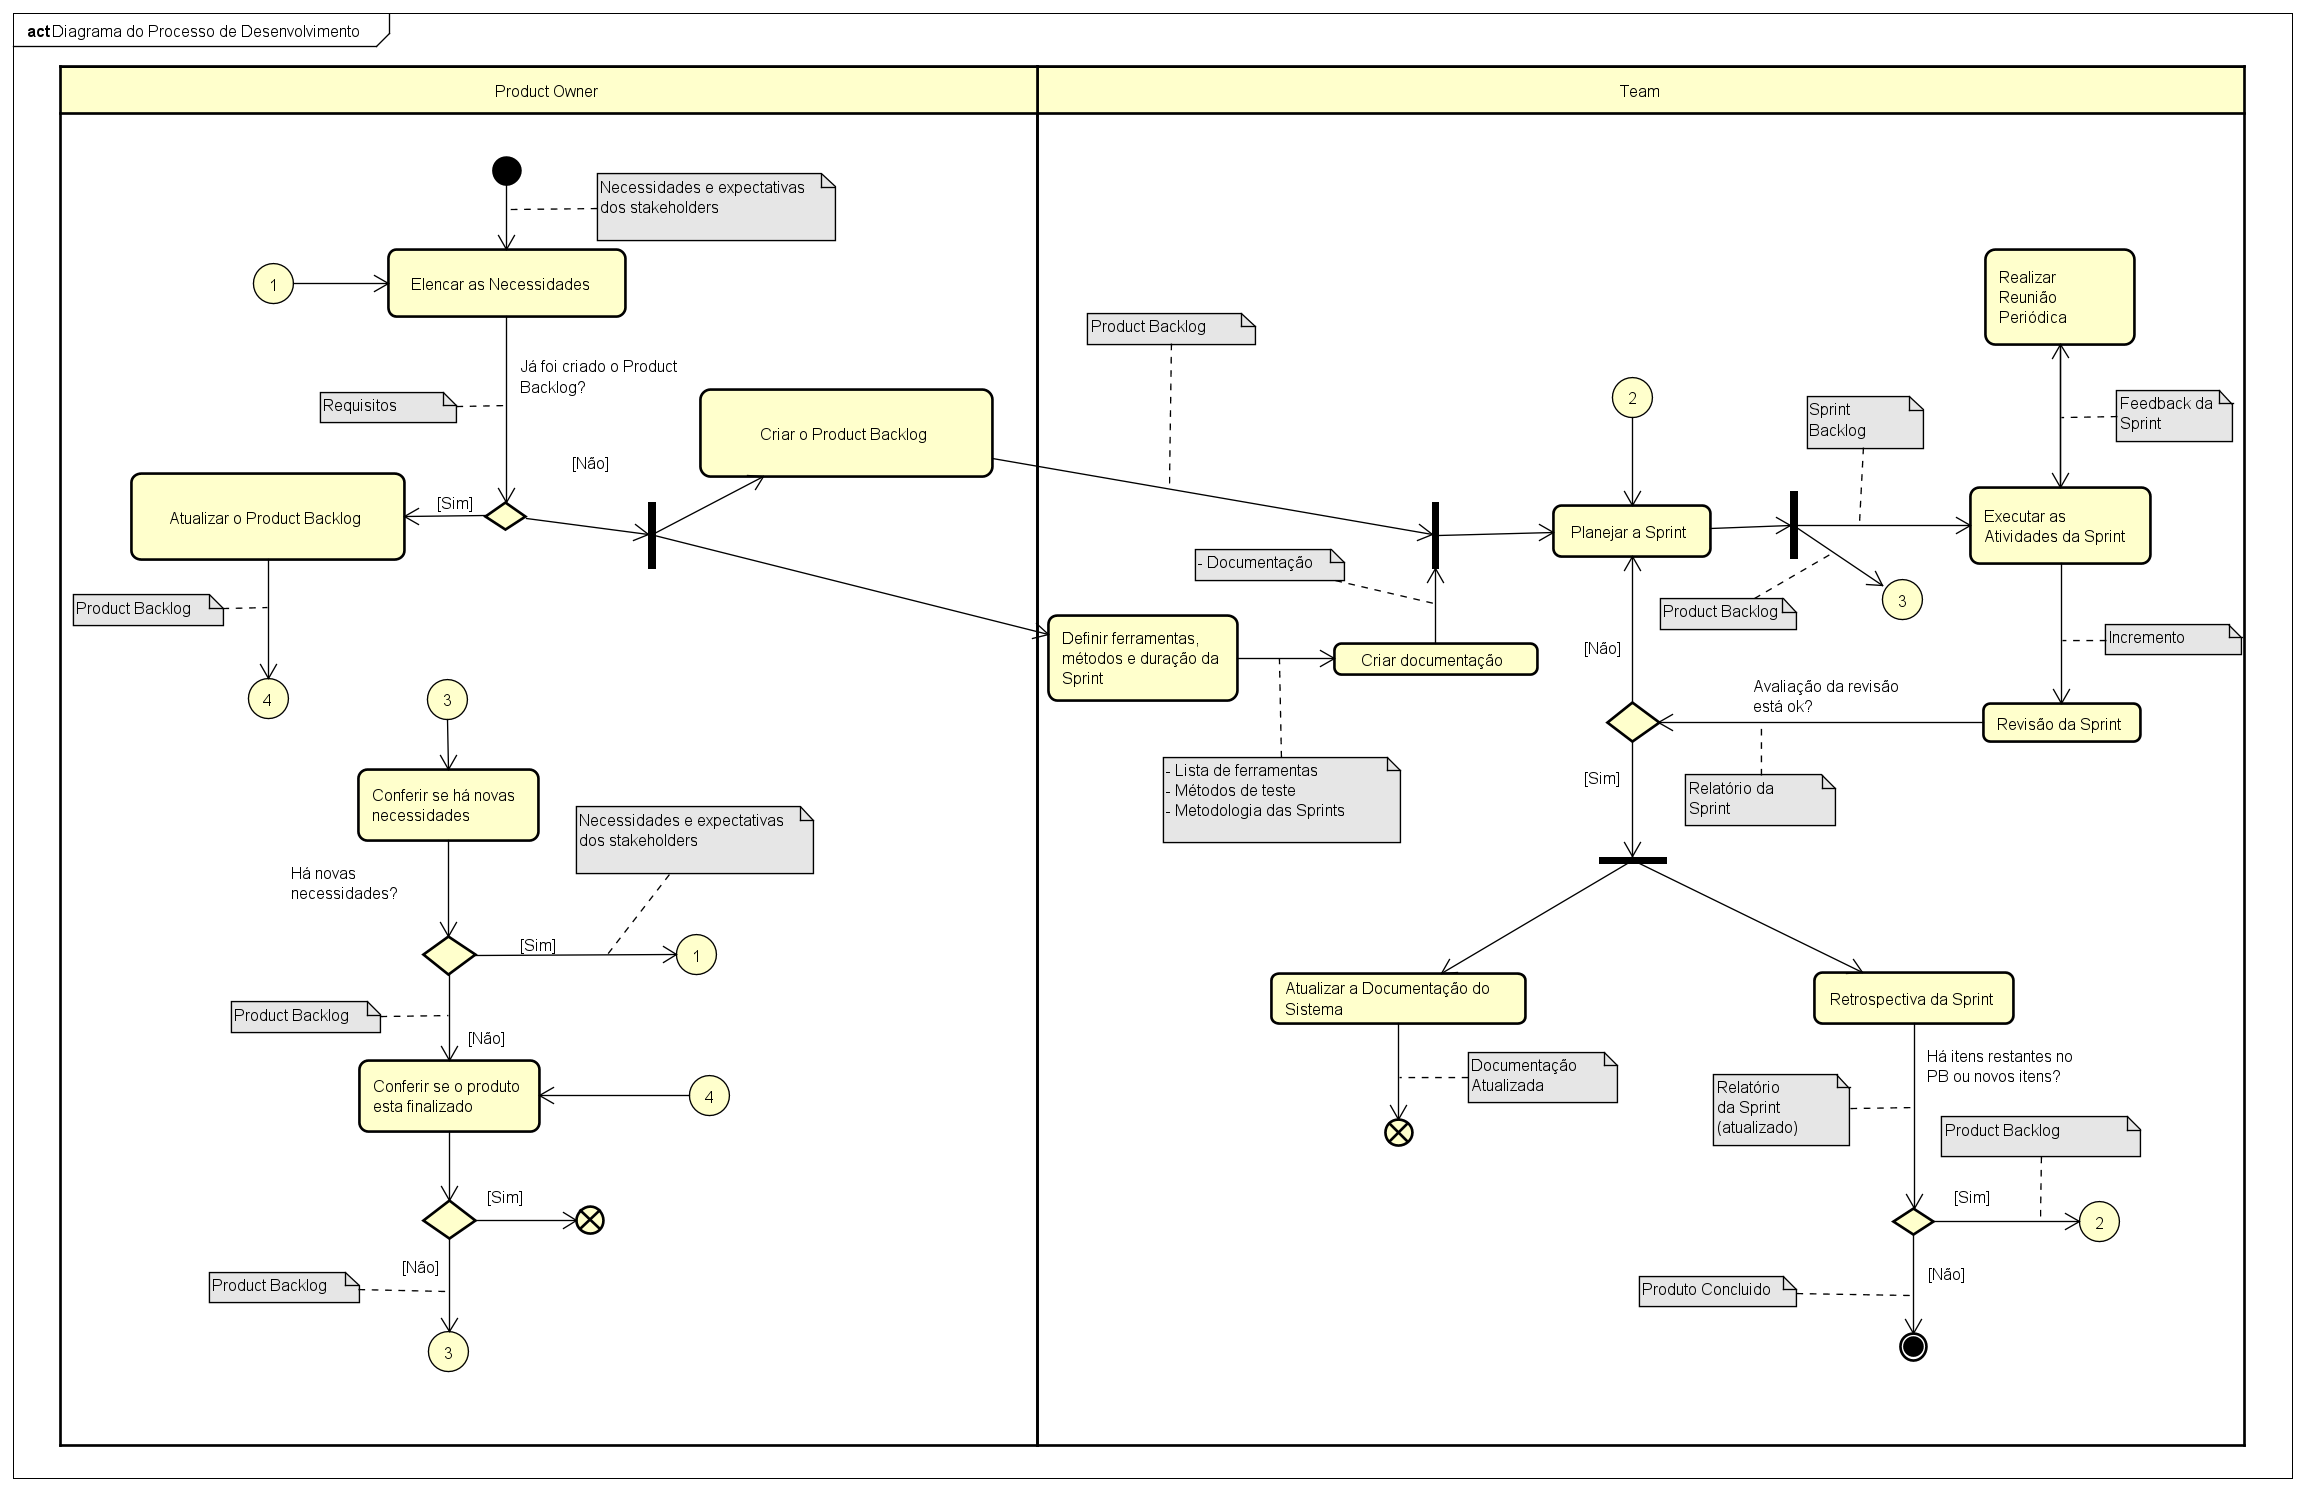 act Diagrama do Processo de Desenvolvimento
Product Owner
Team
Necessidades e expectativas
dos stakeholders
1
Elencar as Necessidades
Já foi criado o Product
Backlog?
Requisitos
[Não]
Criar o Product Backlog
[Sim]
Atualizar o Product Backlog
Product Backlog
4
3
Conferir se há novas
necessidades
Necessidades e expectativas
dos stakeholders
Há novas
necessidades?
[Sim]
1
Product Backlog
[Não]
Conferir se o produto
esta finalizado
4
[Sim]
[Não]
Product Backlog
3
Product Backlog
- Documentação
Definir ferramentas,
métodos e duração da
Sprint
Criar documentação
- Lista de ferramentas
- Métodos de teste
- Metodologia das Sprints
2
Planejar a Sprint
Sprint
Backlog
Product Backlog
3
Realizar
Reunião
Periódica
Feedback da
Sprint
Executar as
Atividades da Sprint
Incremento
Revisão da Sprint
Avaliação da revisão
está ok?
Relatório da
Sprint
[Não]
[Sim]
Atualizar a Documentação do
Sistema
Documentação
Atualizada
Retrospectiva da Sprint
Há itens restantes no
PB ou novos itens?
Relatório
da Sprint
(atualizado)
Product Backlog
[Sim]
2
[Não]
Produto Concluido